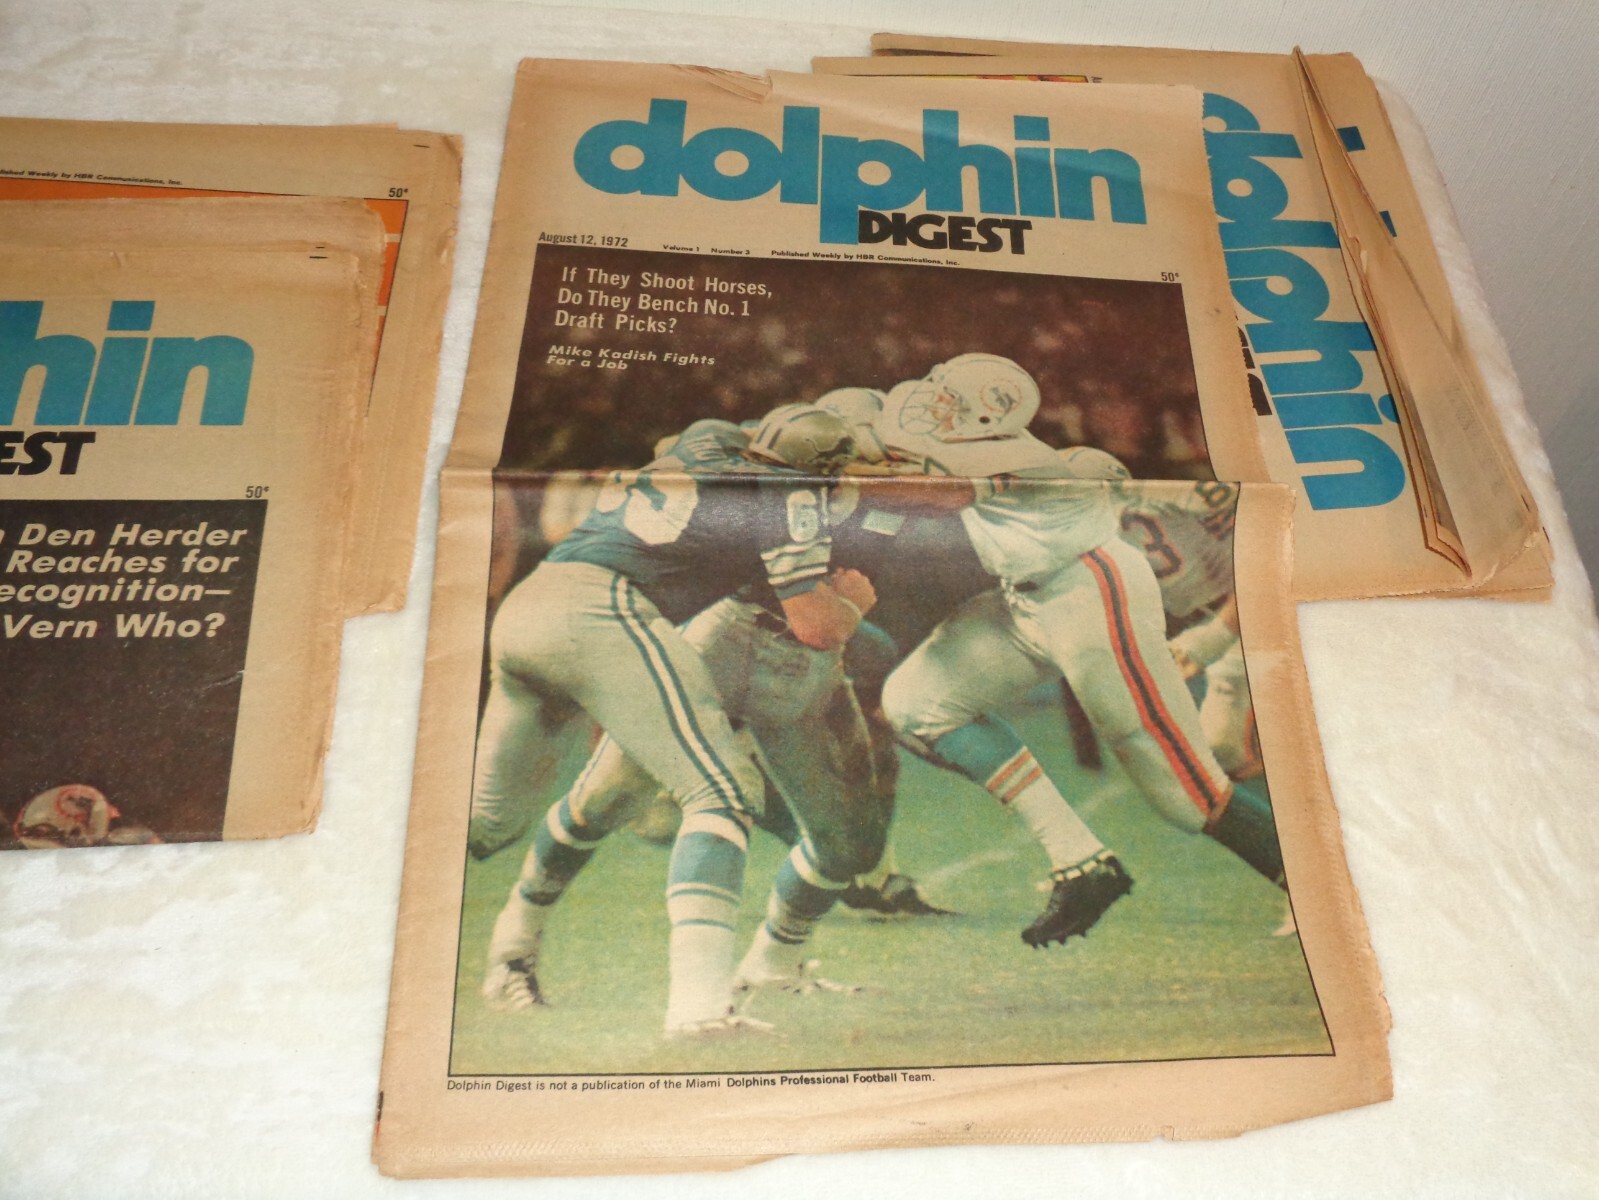 lished Weekly by HBR Communications, Inc.
50¢
hin
EST
50¢
n Den Herder
Reaches for
ecognition—
Vern Who?
dolphin
DIGEST
August 12, 1972
Volume 1 Number 2 Published Weekly by HBR Communications, Inc.
50¢
If They Shoot Horses,
Do They Bench No. 1
Draft Picks?
Mike Kadish Fights
For a Job
6
3
Dolphin Digest is not a publication of the Miami Dolphins Professional Football Team.
dolphin